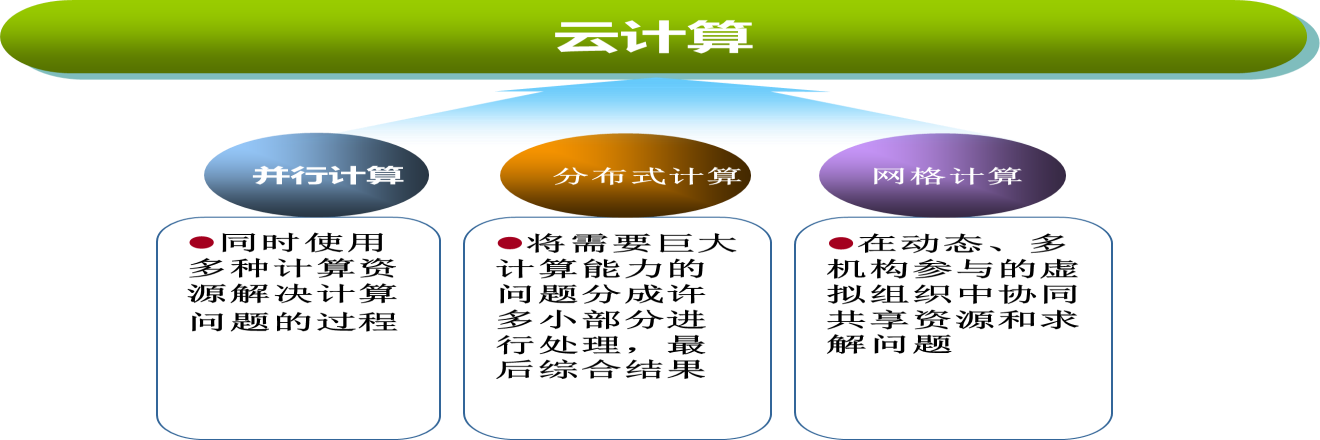 云计算
并行计算
分布式计算
网格计算
●同时使用
多种计算资
源解决计算
问题的过程
●将需要巨大
计算能力的
问题分成许
多小部分进
行处理，最
后综合结果
●在动态、多
机构参与的虚
拟组织中协同
共享资源和求
解问题